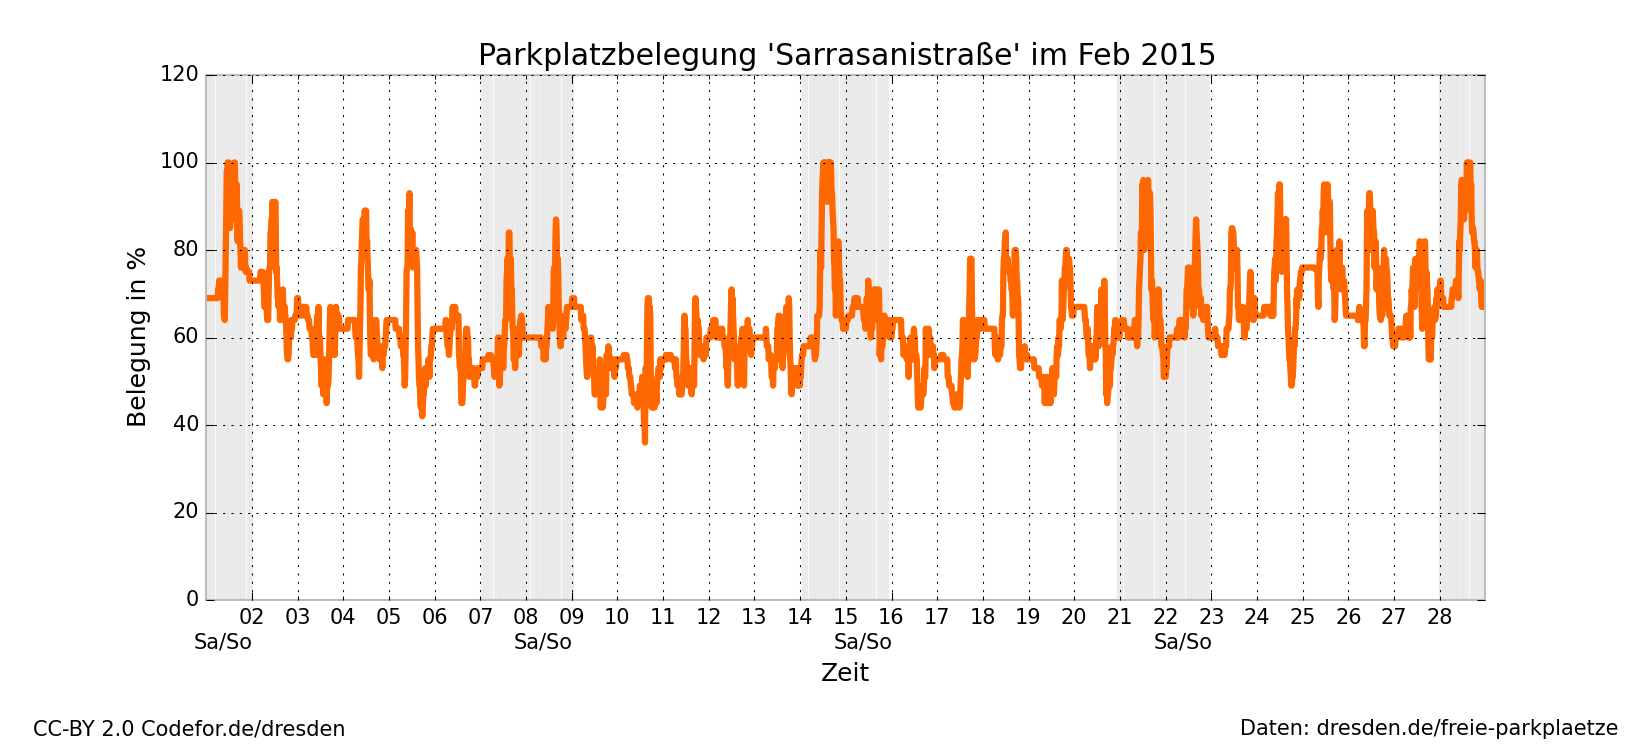 Parkplatzbelegung 'Sarrasanistraße' im Feb 2015
120
100
80
60
40
20
0
Belegung in %
02 03 04 05 06 07 08 09 10 11 12 13 14 15 16 17 18 19 20 21 22 23 24 25 26 27 28
Sa/So Sa/So Sa/So Sa/So
Zeit
CC-BY 2.0 Codefor.de/dresden
Daten: dresden.de/freie-parkplaetze